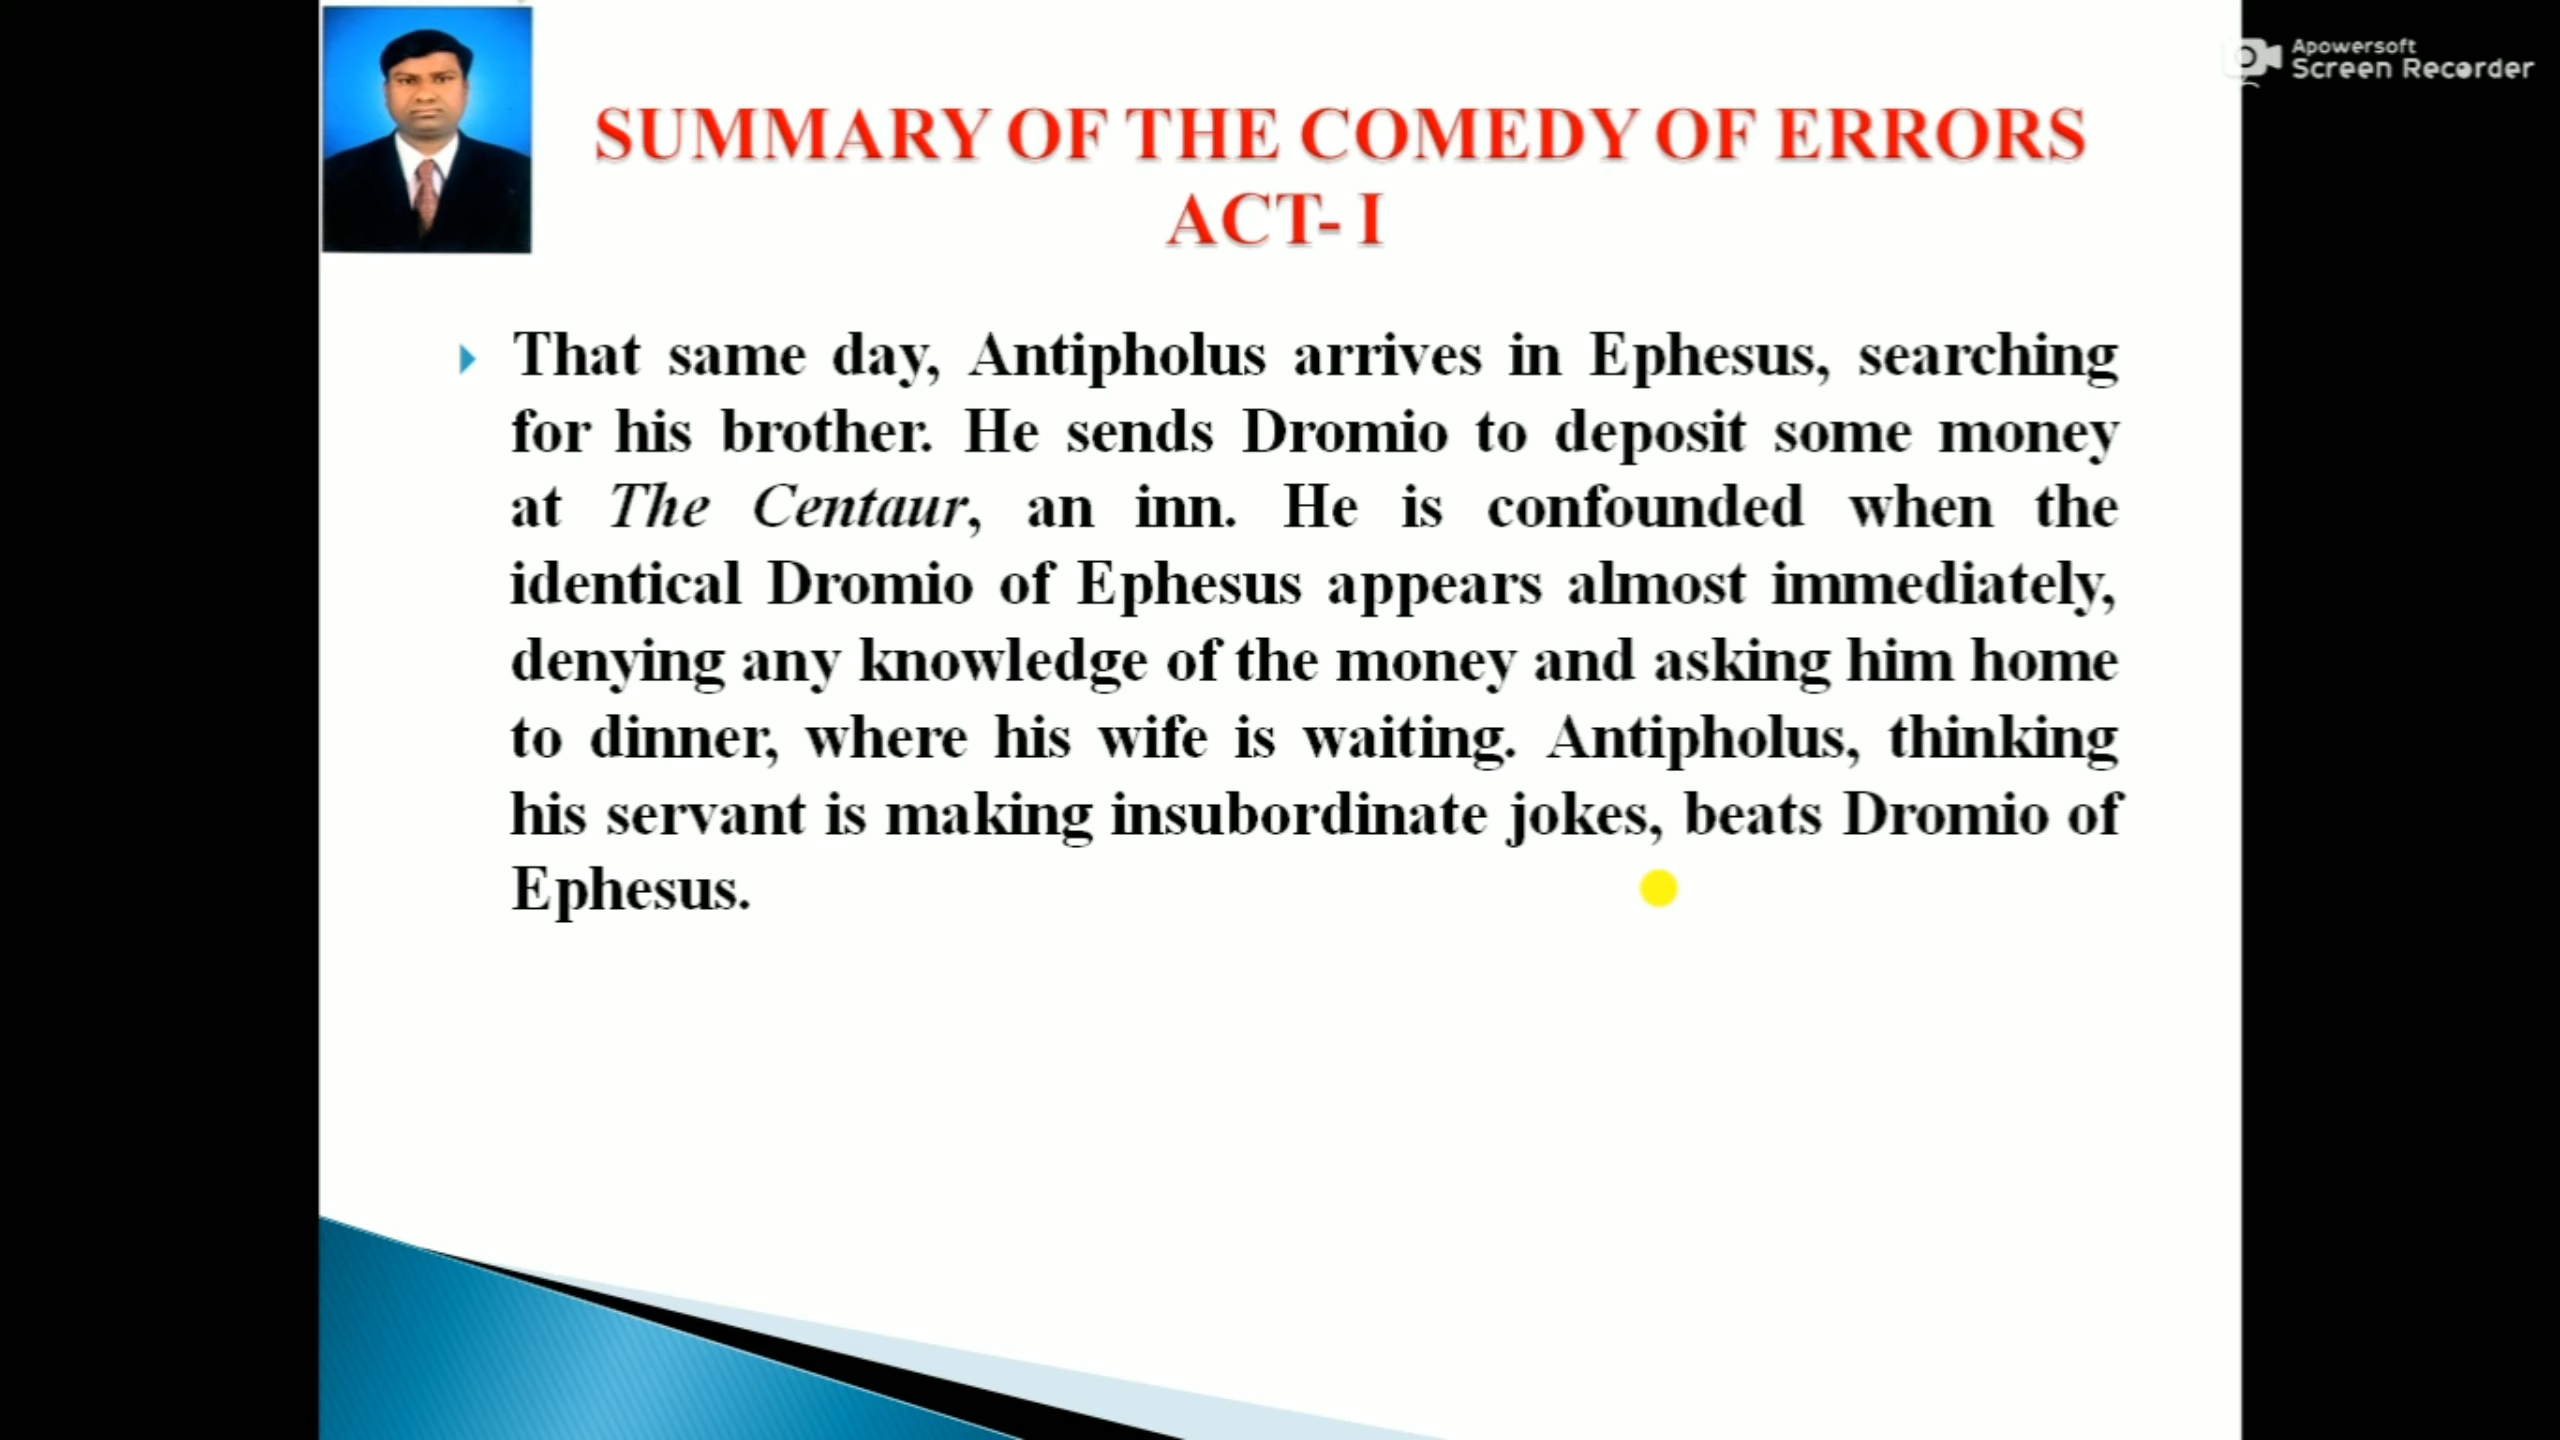 Apowersoft
Screen Recorder
SUMMARY OF THE COMEDY OF ERRORS
ACT- I
That same day, Antipholus arrives in Ephesus, searching
for his brother. He sends Dromio to deposit some money
at The Centaur, an inn. He is confounded when the
identical Dromio of Ephesus appears almost immediately,
denying any knowledge of the money and asking him home
to dinner, where his wife is waiting. Antipholus, thinking
his servant is making insubordinate jokes, beats Dromio of
Ephesus.